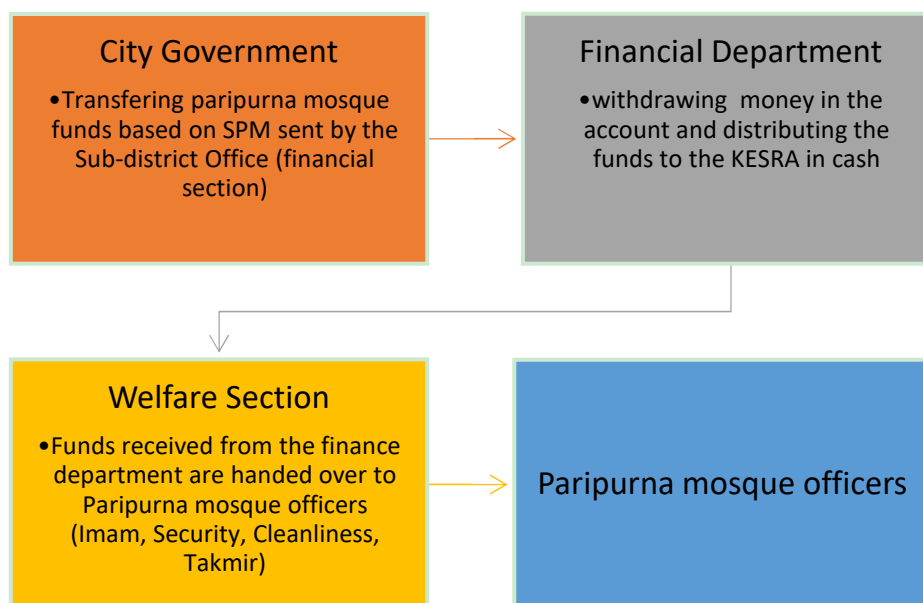 City Government
•Transfering paripurna mosque
funds based on SPM sent by the
Sub-district Office (financial
section)
Financial Department
•withdrawing money in the
account and distributing the
funds to the KESRA in cash
Welfare Section
•Funds received from the finance
department are handed over to
Paripurna mosque officers
(Imam, Security, Cleanliness,
Takmir)
Paripurna mosque officers